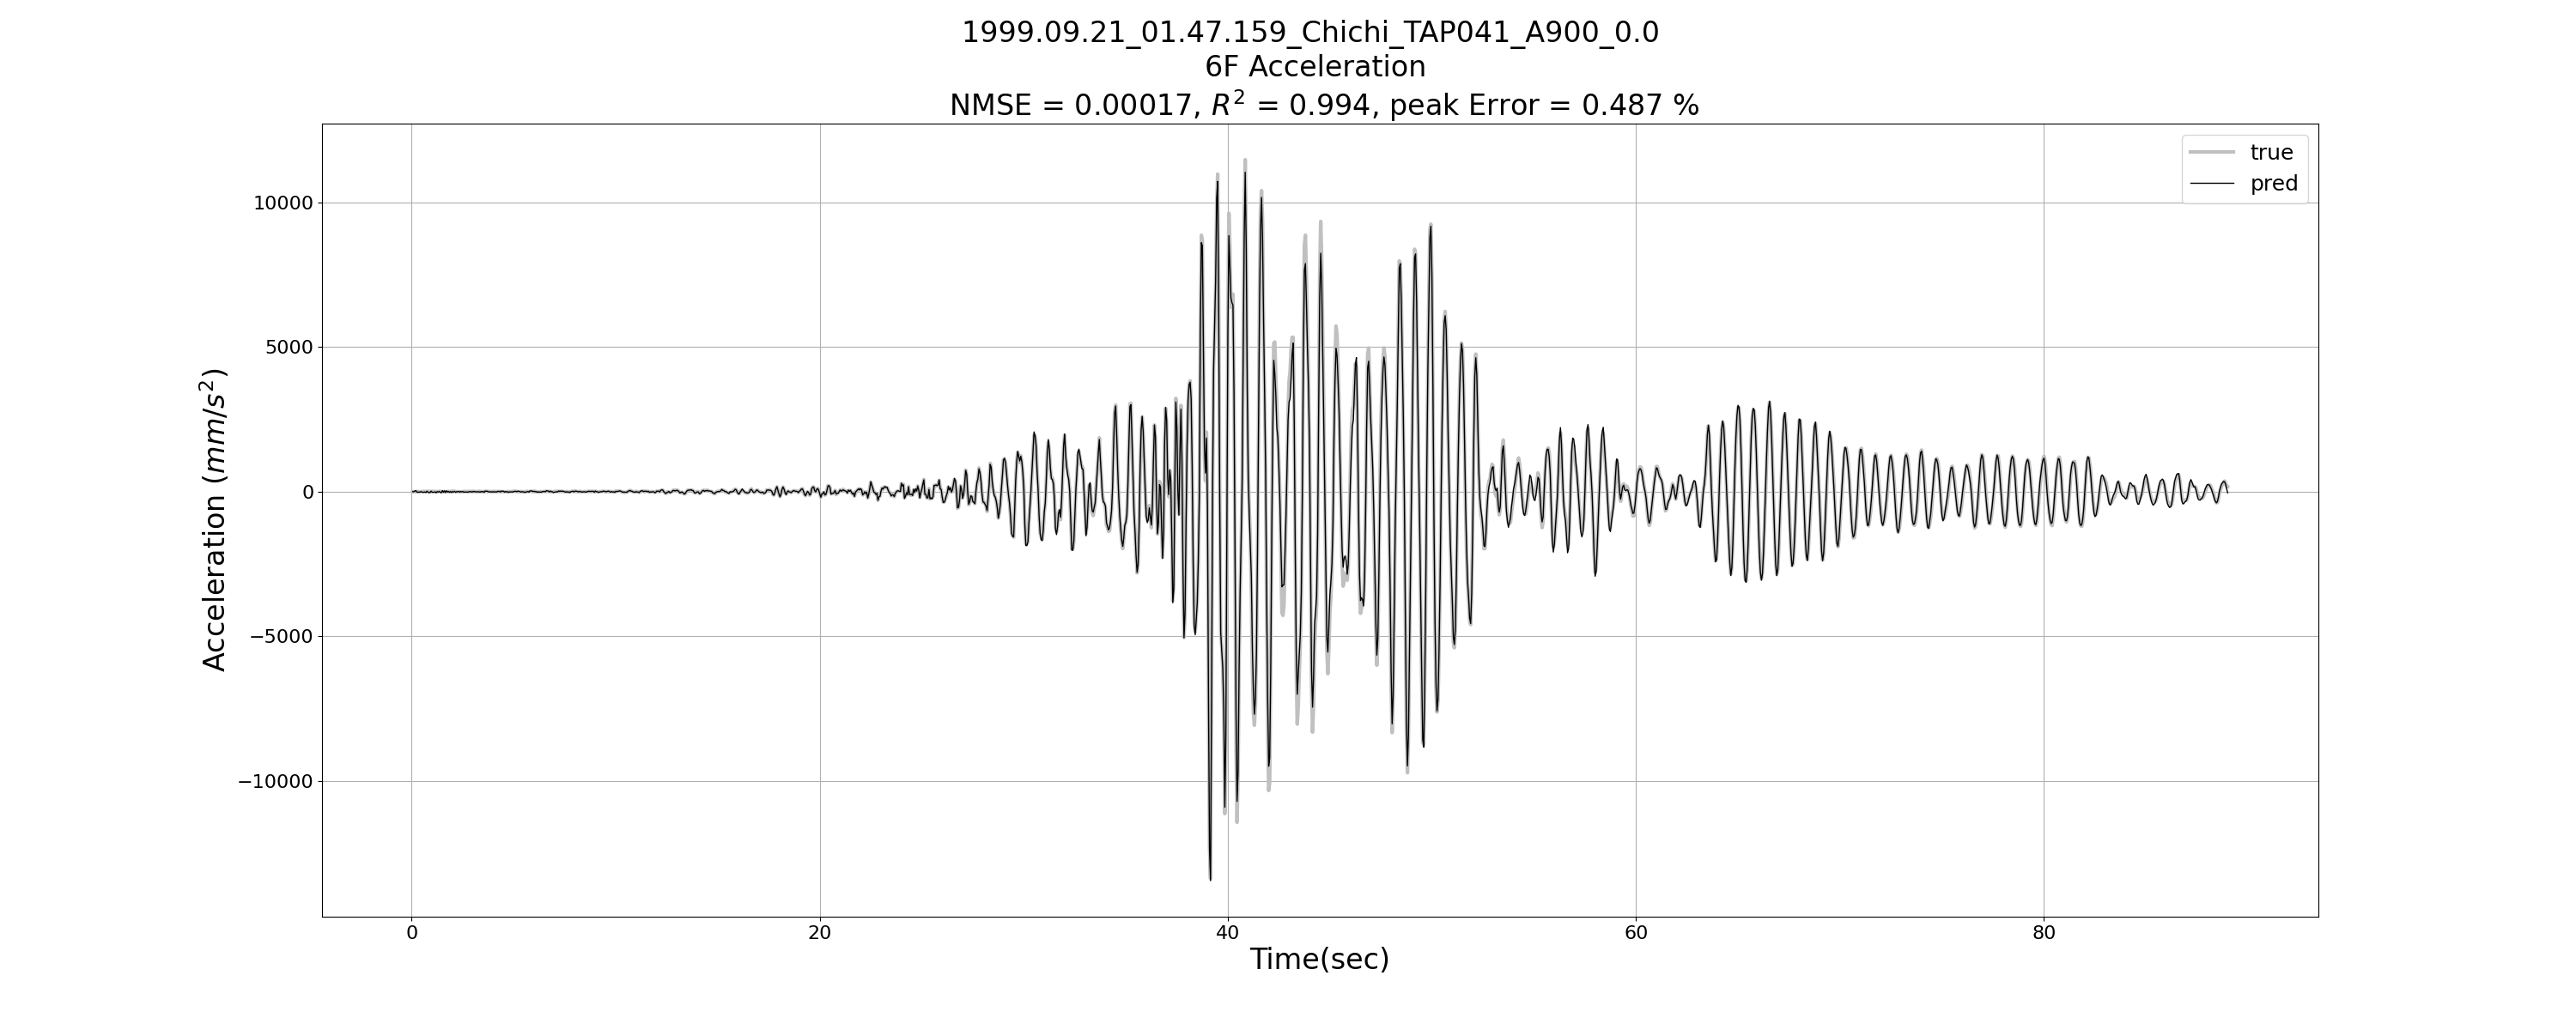 1999.09.21_01.47.159_Chichi_TAP041_A900_0.0
6F Acceleration
NMSE = 0.00017, R² = 0.994, peak Error = 0.487 %
true
pred
Acceleration (mm/s²)
10000
5000
0
−5000
−10000
0
20
40
60
80
Time(sec)